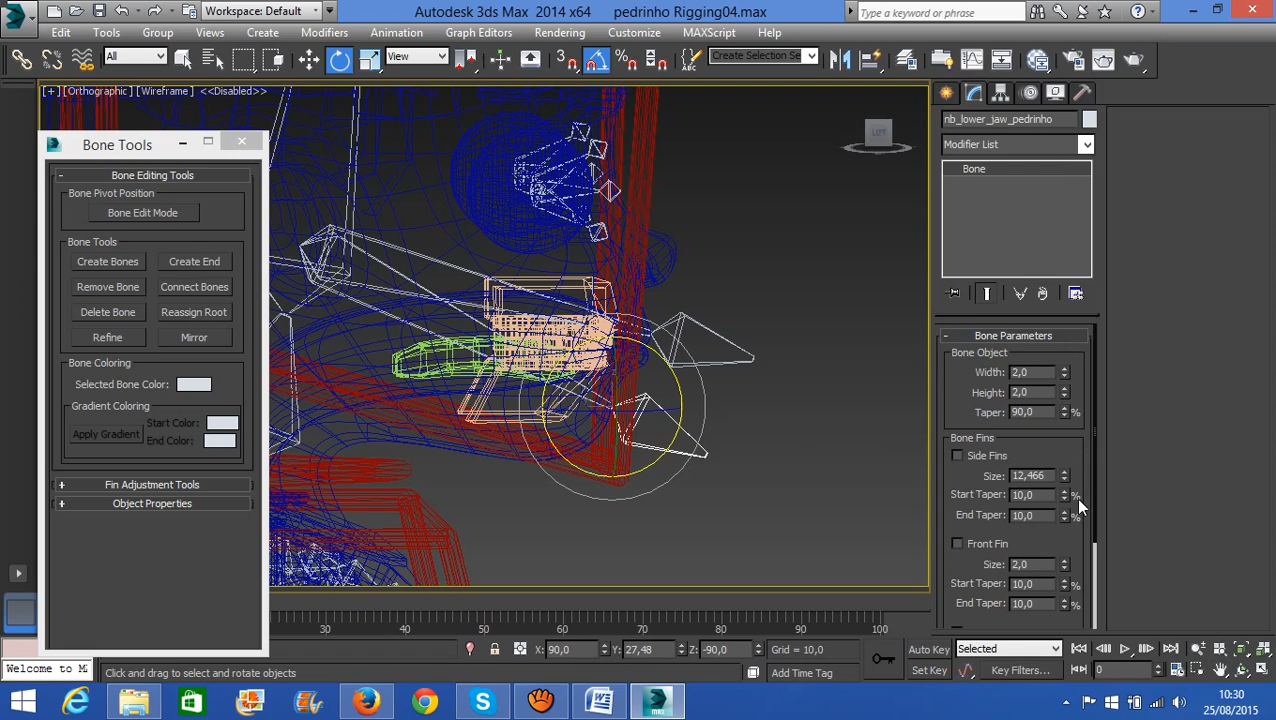 Workspace: Default
Autodesk 3ds Max 2014 x64 pedrinho Rigging04.max
Type a keyword or phrase
Edit Tools Group Views Create Modifiers Animation Graph Editors Rendering Customize MAXScript Help
All
View
3
Create Selection Se
[+] [Orthographic] [Wireframe] <<Disabled>>
LEFT
Bone Tools
Bone Editing Tools
Bone Pivot Position
Bone Edit Mode
Bone Tools
Create Bones Create End
Remove Bone Connect Bones
Delete Bone Reassign Root
Refine Mirror
Bone Coloring
Selected Bone Color:
Gradient Coloring
Start Color:
Apply Gradient
End Color:
+ Fin Adjustment Tools
+ Object Properties
nb_lower_jaw_pedrinho
Modifier List
Bone
- Bone Parameters
Bone Object
Width: 2,0
Height: 2,0
Taper: 90,0 %
Bone Fins
Side Fins
Size: 12,466
Start Taper: 10,0 %
End Taper: 10,0 %
Front Fin
Size: 2,0
Start Taper: 10,0 %
End Taper: 10,0 %
30 40 50 60 70 80 90 100
X: 90,0 Y: 27,48 Z: -90,0 Grid = 10,0
Auto Key Selected
Welcome to M
Click and drag to select and rotate objects
Add Time Tag
Set Key Key Filters... 0
10:30
25/08/2015